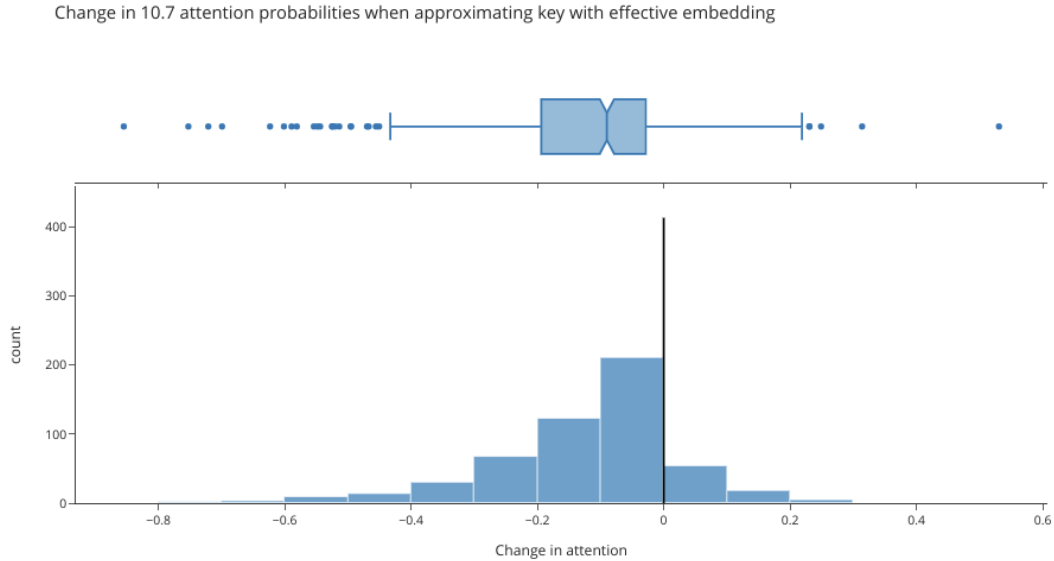 Change in 10.7 attention probabilities when approximating key with effective embedding
400
300
200
100
0
count
−0.8 −0.6 −0.4 −0.2 0 0.2 0.4 0.6
Change in attention